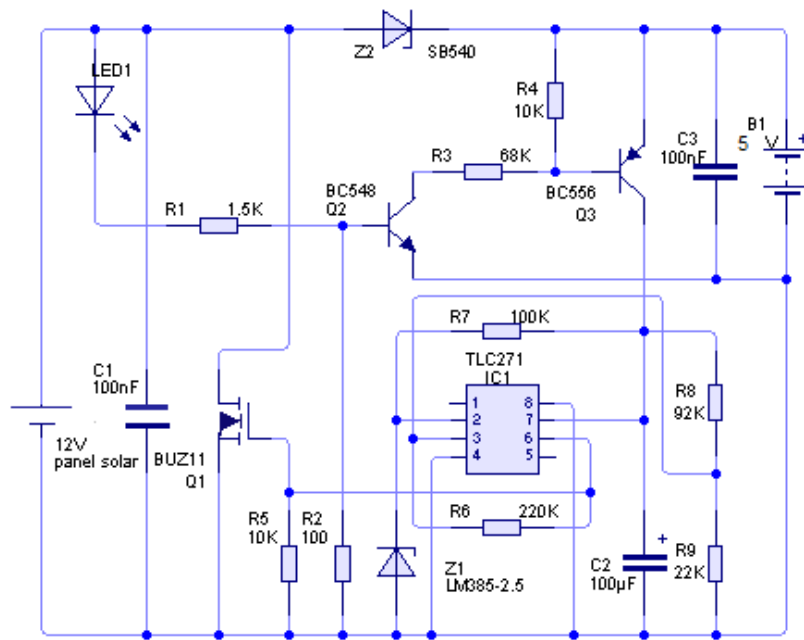 Z2
SB540
LED1
R4
10K
B1
5 V
+
C3
100nF
R3
68K
BC548
Q2
BC556
Q3
R1
1.5K
R7
100K
TLC271
IC1
C1
100nF
1
2
3
4
8
7
6
5
R8
92K
12V
panel solar
BUZ11
Q1
R5
10K
R2
100
R6
220K
Z1
LM385-2.5
C2
100µF
+
R9
22K